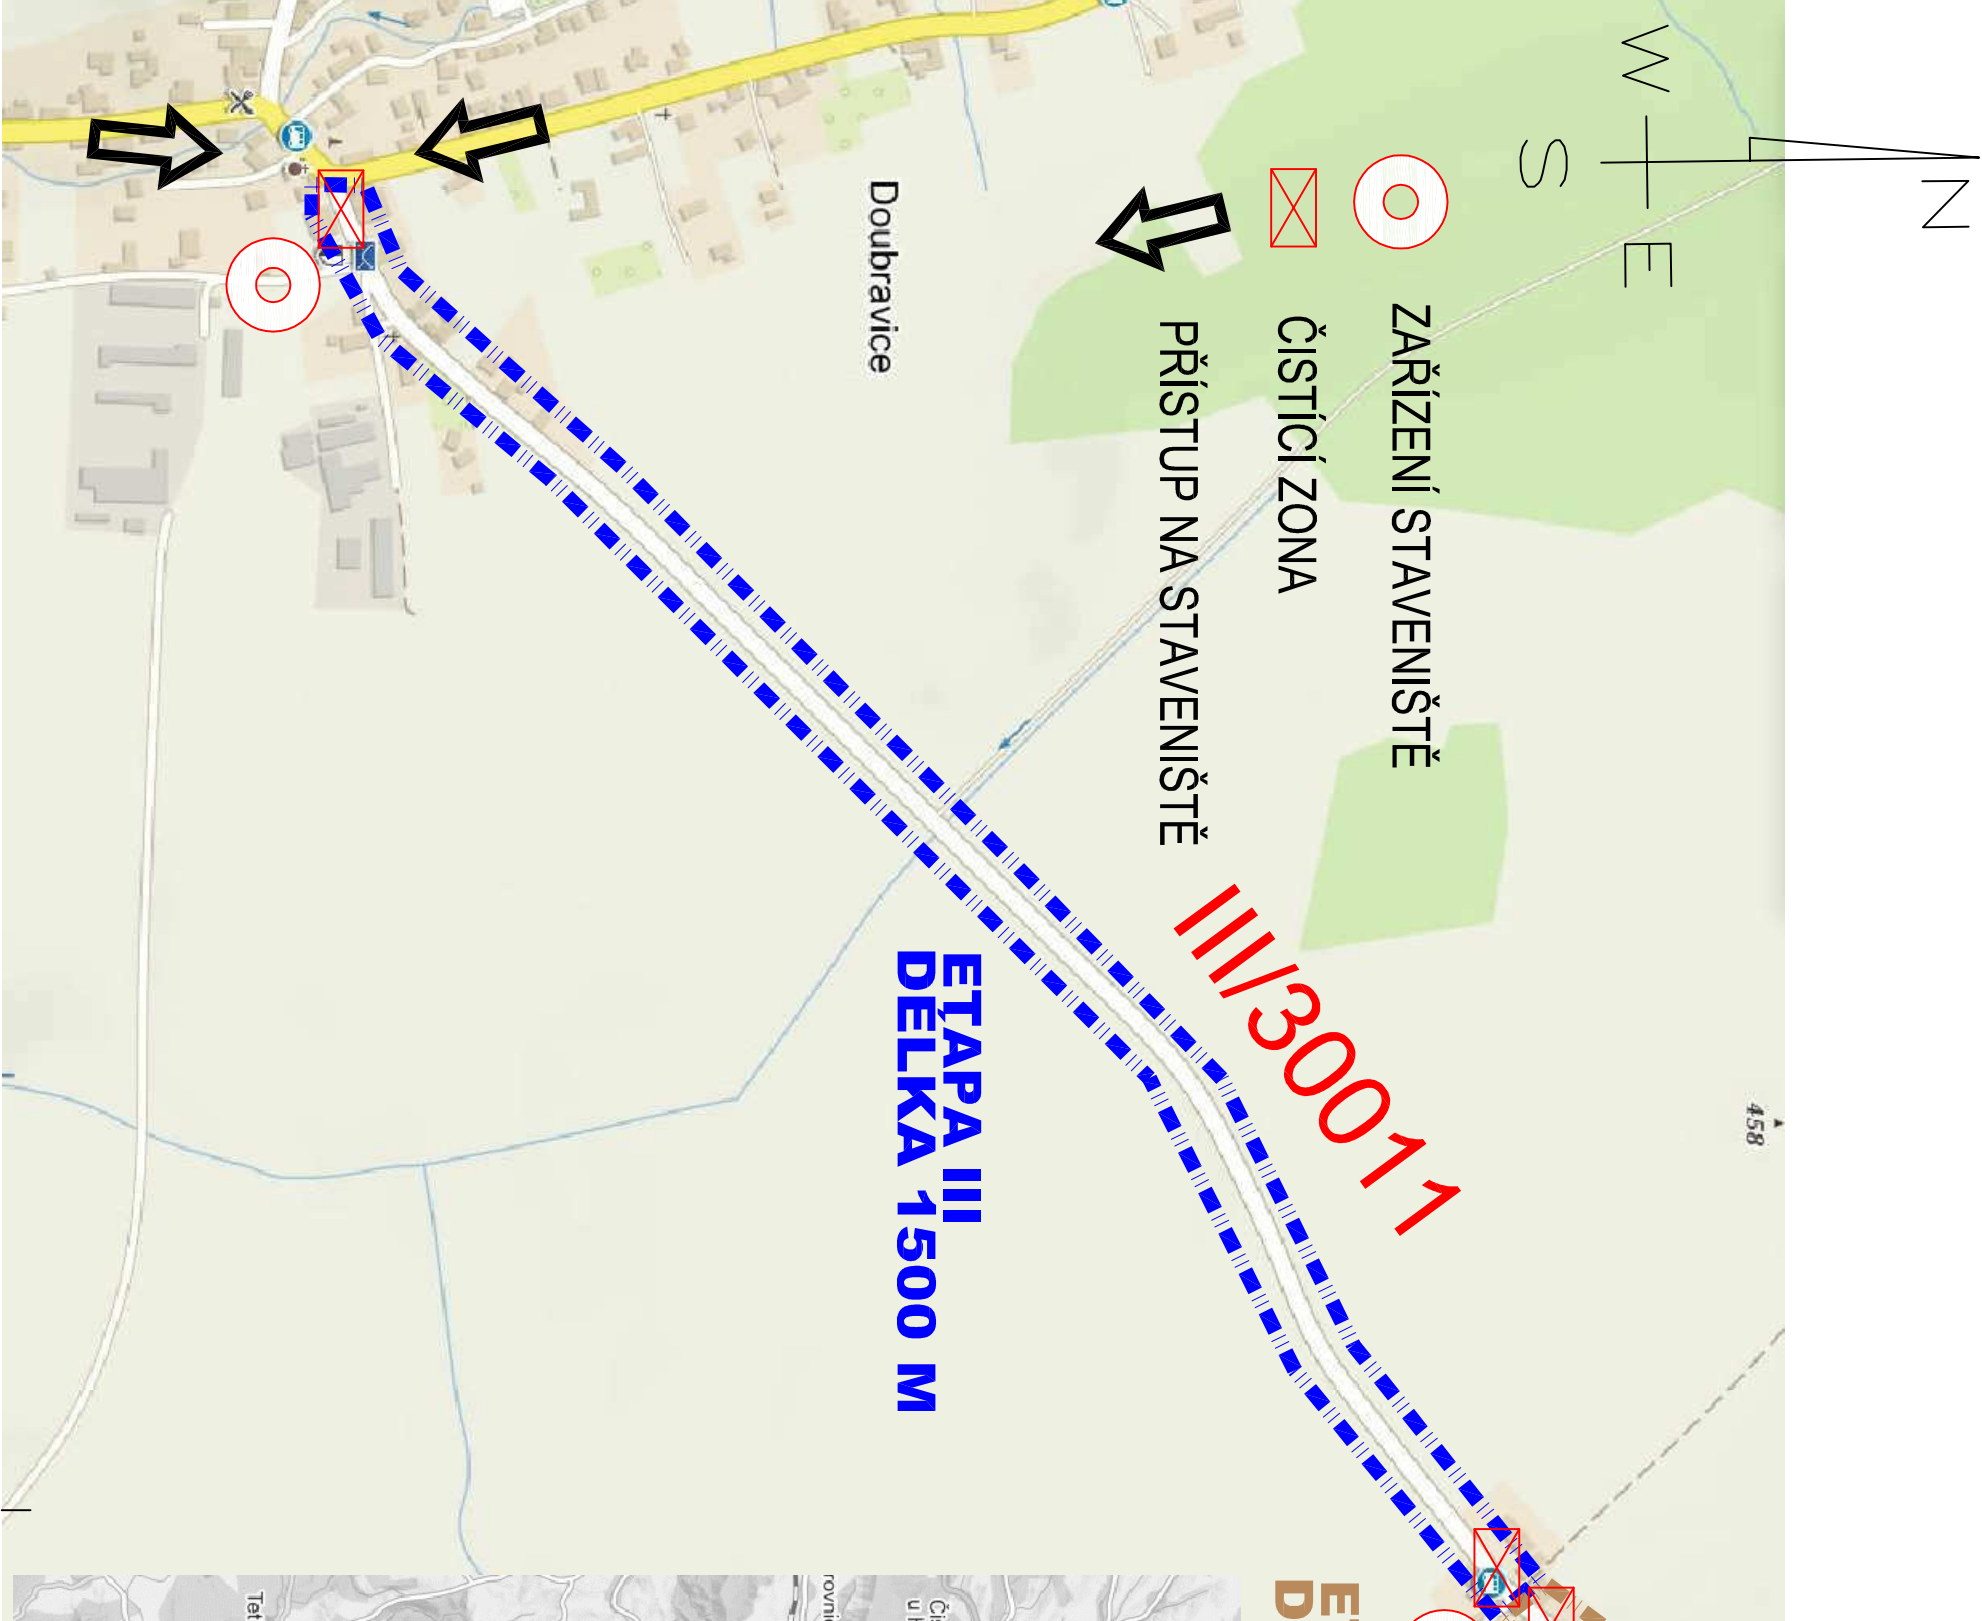 N
W
E
S
ZAŘÍZENÍ STAVENIŠTĚ
ČISTÍCÍ ZONA
PŘÍSTUP NA STAVENIŠTĚ
Doubravice
III/30011
458
ETAPA III
DÉLKA 1500 M